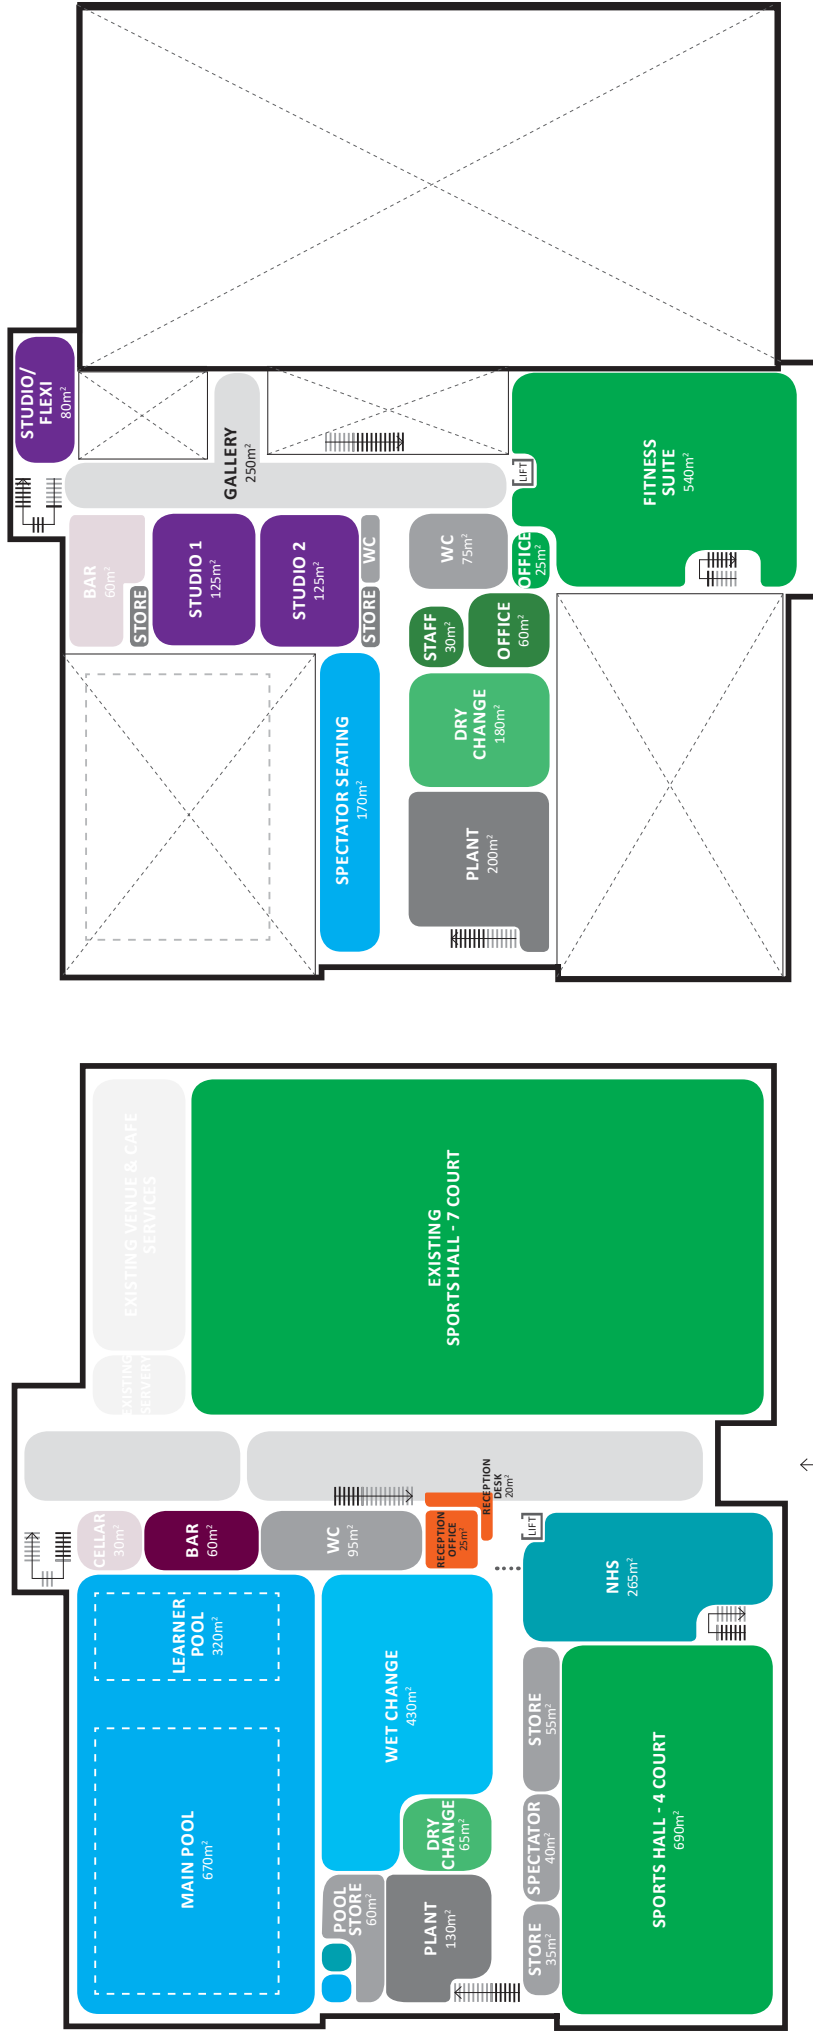 STUDIO/
FLEXI
80m²
GALLERY
250m²
LIFT
FITNESS
SUITE
540m²
BAR
60m²
STORE
STUDIO 1
125m²
STUDIO 2
125m²
WC
STORE
WC
75m²
OFFICE
25m²
STAFF
30m²
OFFICE
60m²
SPECTATOR SEATING
170m²
DRY
CHANGE
180m²
PLANT
200m²
EXISTING VENUE & CAFE
SERVICES
EXISTING
SERVERY
EXISTING
SPORTS HALL - 7 COURT
CELLAR
30m²
BAR
60m²
WC
95m²
RECEPTION
OFFICE
25m²
RECEPTION
DESK
20m²
LIFT
NHS
265m²
LEARNER
POOL
320m²
MAIN POOL
670m²
WET CHANGE
430m²
DRY
CHANGE
65m²
POOL
STORE
60m²
PLANT
130m²
STORE
55m²
SPECTATOR
40m²
STORE
35m²
SPORTS HALL - 4 COURT
690m²